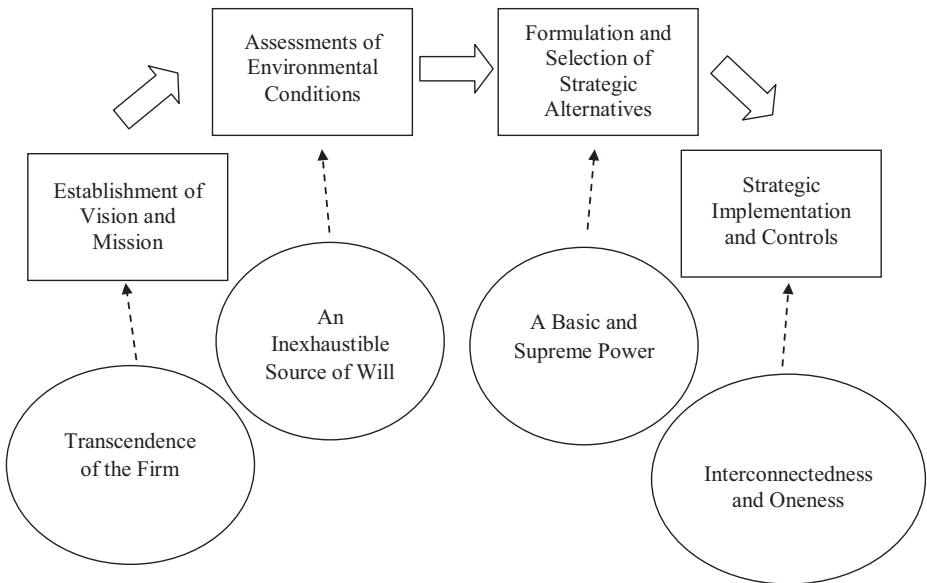 Assessments of
Environmental
Conditions
Formulation and
Selection of
Strategic
Alternatives
Establishment of
Vision and
Mission
Strategic
Implementation
and Controls
An
Inexhaustible
Source of Will
A Basic and
Supreme Power
Transcendence
of the Firm
Interconnectedness
and Oneness